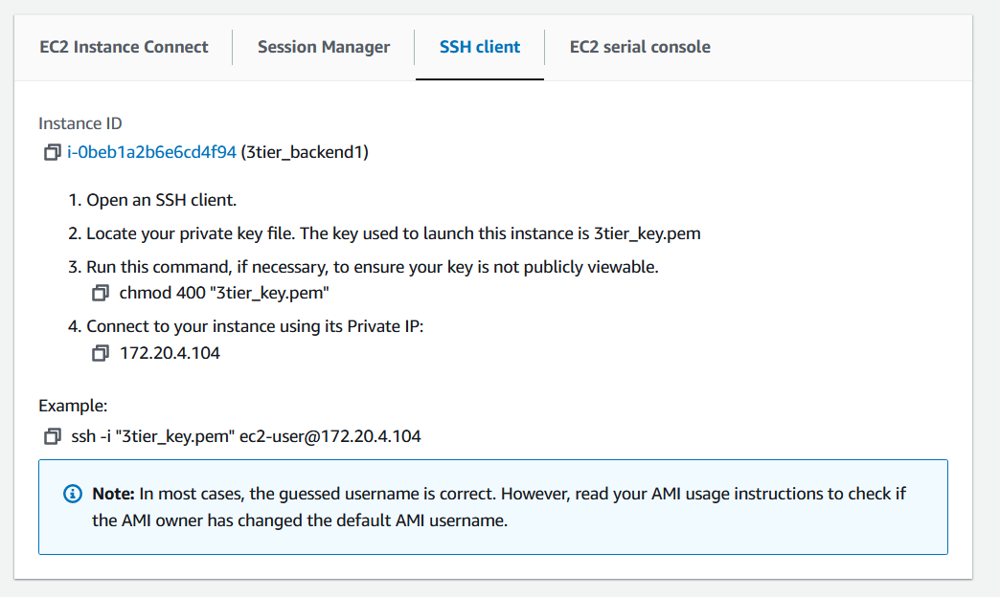 EC2 Instance Connect
Session Manager
SSH client
EC2 serial console
Instance ID
i-0beb1a2b6e6cd4f94 (3tier_backend1)
1. Open an SSH client.
2. Locate your private key file. The key used to launch this instance is 3tier_key.pem
3. Run this command, if necessary, to ensure your key is not publicly viewable.
chmod 400 "3tier_key.pem"
4. Connect to your instance using its Private IP:
172.20.4.104
Example:
ssh -i "3tier_key.pem" ec2-user@172.20.4.104
Note: In most cases, the guessed username is correct. However, read your AMI usage instructions to check if
the AMI owner has changed the default AMI username.